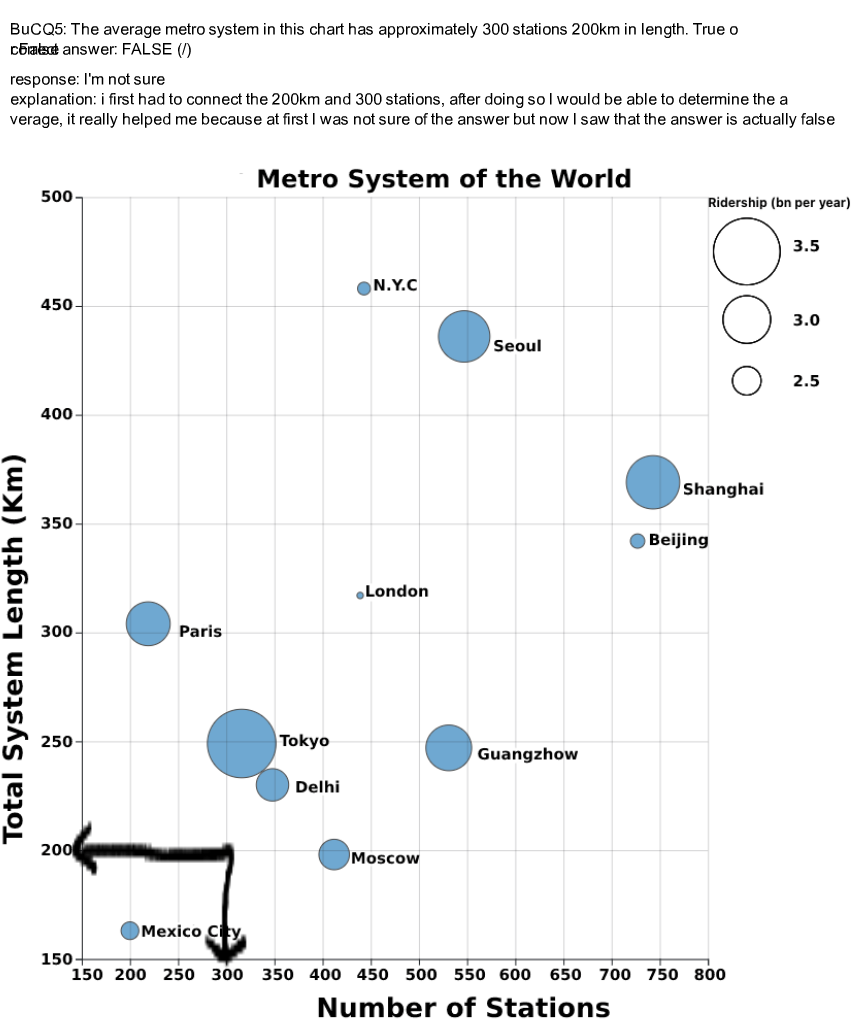 BuCQ5: The average metro system in this chart has approximately 300 stations 200km in length. True o
r False
correct answer: FALSE (/)
response: I'm not sure
explanation: i first had to connect the 200km and 300 stations, after doing so I would be able to determine the a
verage, it really helped me because at first I was not sure of the answer but now I saw that the answer is actually false
Metro System of the World
Ridership (bn per year)
3.5
3.0
2.5
Total System Length (Km)
500
450
400
350
300
250
200
150
N.Y.C
Seoul
Shanghai
Beijing
London
Paris
Tokyo
Guangzhow
Delhi
Moscow
Mexico City
150 200 250 300 350 400 450 500 550 600 650 700 750 800
Number of Stations